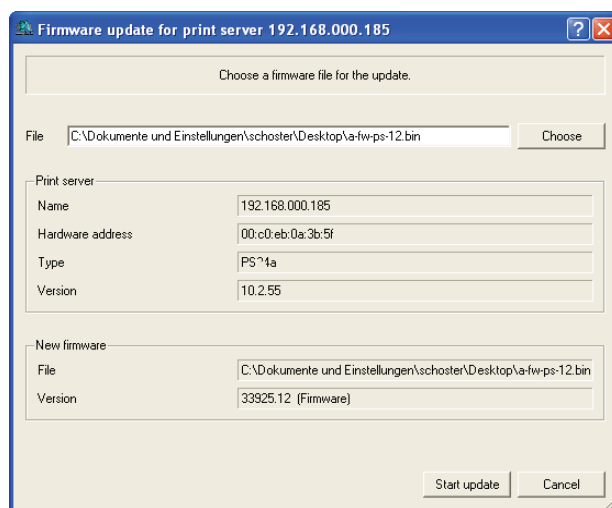 Firmware update for print server 192.168.000.185
Choose a firmware file for the update.
File C:\Dokumente und Einstellungen\schoster\Desktop\a-fw-ps-12.bin Choose
Print server
Name 192.168.000.185
Hardware address 00:c0:eb:0a:3b:5f
Type
Version 10.2.55
New firmware
File C:\Dokumente und Einstellungen\schoster\Desktop\a-fw-ps-12.bin
Version 33925.12 (Firmware)
Start update Cancel